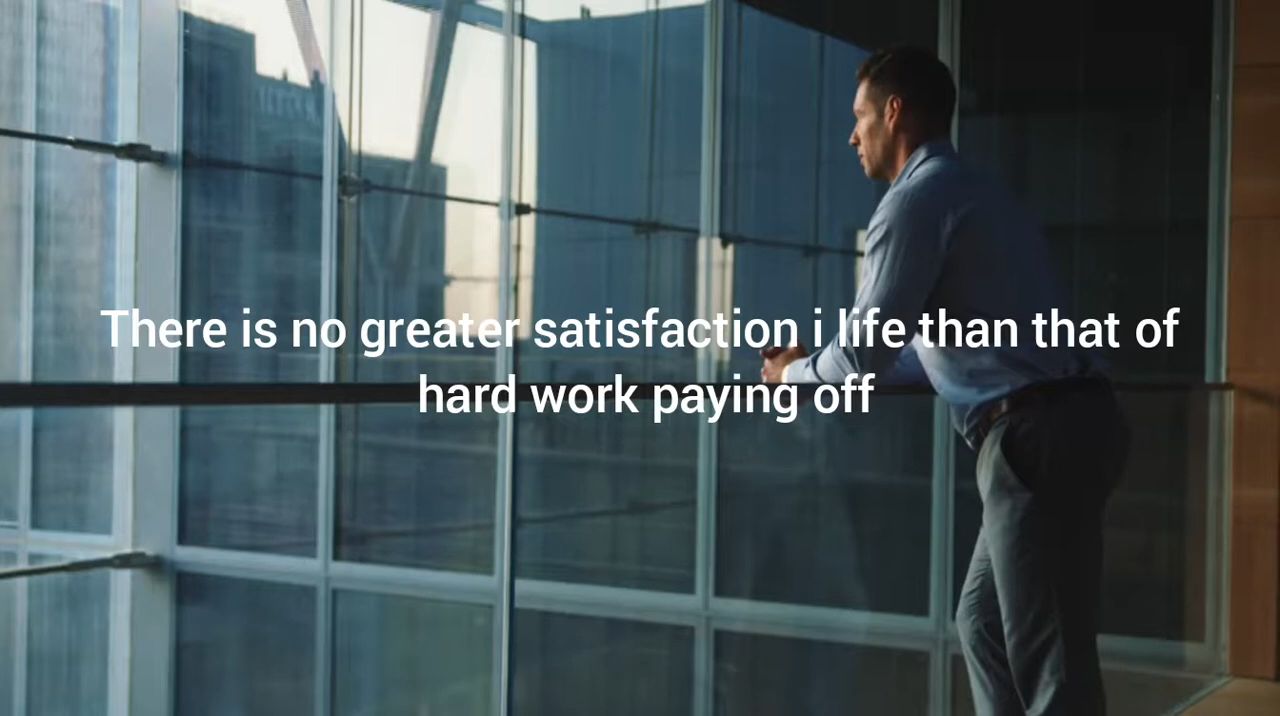 There is no greater satisfaction i life than that of
hard work paying off